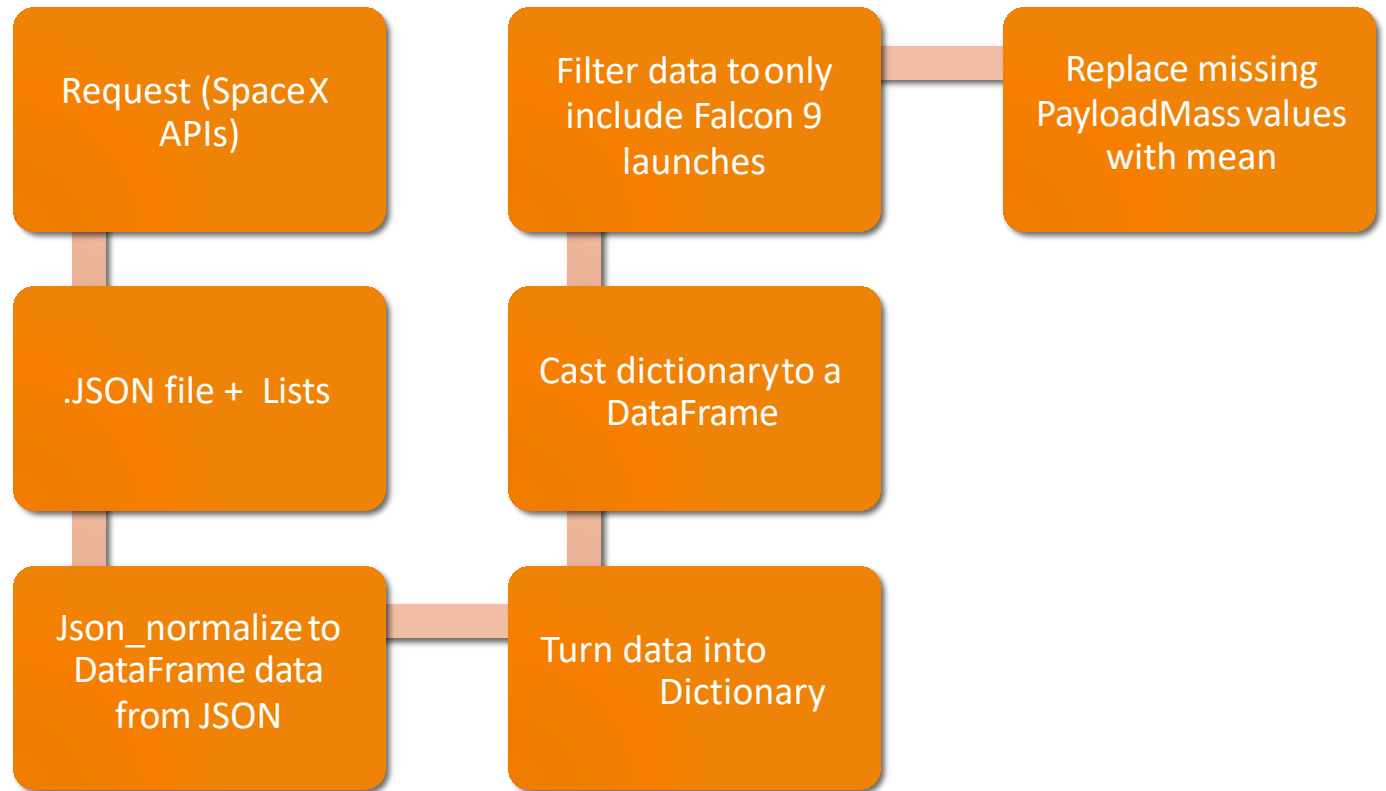 Request (SpaceX
APIs)
.JSON file + Lists
Json_normalize to
DataFrame data
from JSON
Turn data into
Dictionary
Cast dictionary to a
DataFrame
Filter data to only
include Falcon 9
launches
Replace missing
PayloadMass values
with mean